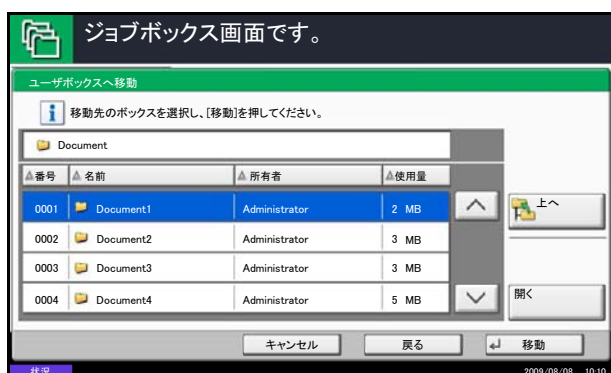 ジョブボックス画面です。
ユーザボックスへ移動
移動先のボックスを選択し、[移動]を押してください。
Document
番号 名前 所有者 使用量
0001 Document1 Administrator 2 MB
上へ
0002 Document2 Administrator 3 MB
0003 Document3 Administrator 3 MB
0004 Document4 Administrator 5 MB
開く
キャンセル 戻る 移動
状況 2009/08/08 10:10